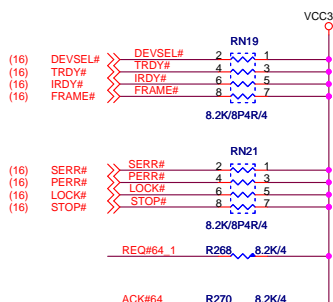 VCC3
RN19
(16) DEVSEL# DEVSEL# 2 1
(16) TRDY# TRDY# 4 3
(16) IRDY# IRDY# 6 5
(16) FRAME# FRAME# 8 7
8.2K/8P4R/4
RN21
(16) SERR# SERR# 2 1
(16) PERR# PERR# 4 3
(16) LOCK# LOCK# 6 5
(16) STOP# STOP# 8 7
8.2K/8P4R/4
REQ#64_1 R268 8.2K/4
ACK#64 R270 8.2K/4